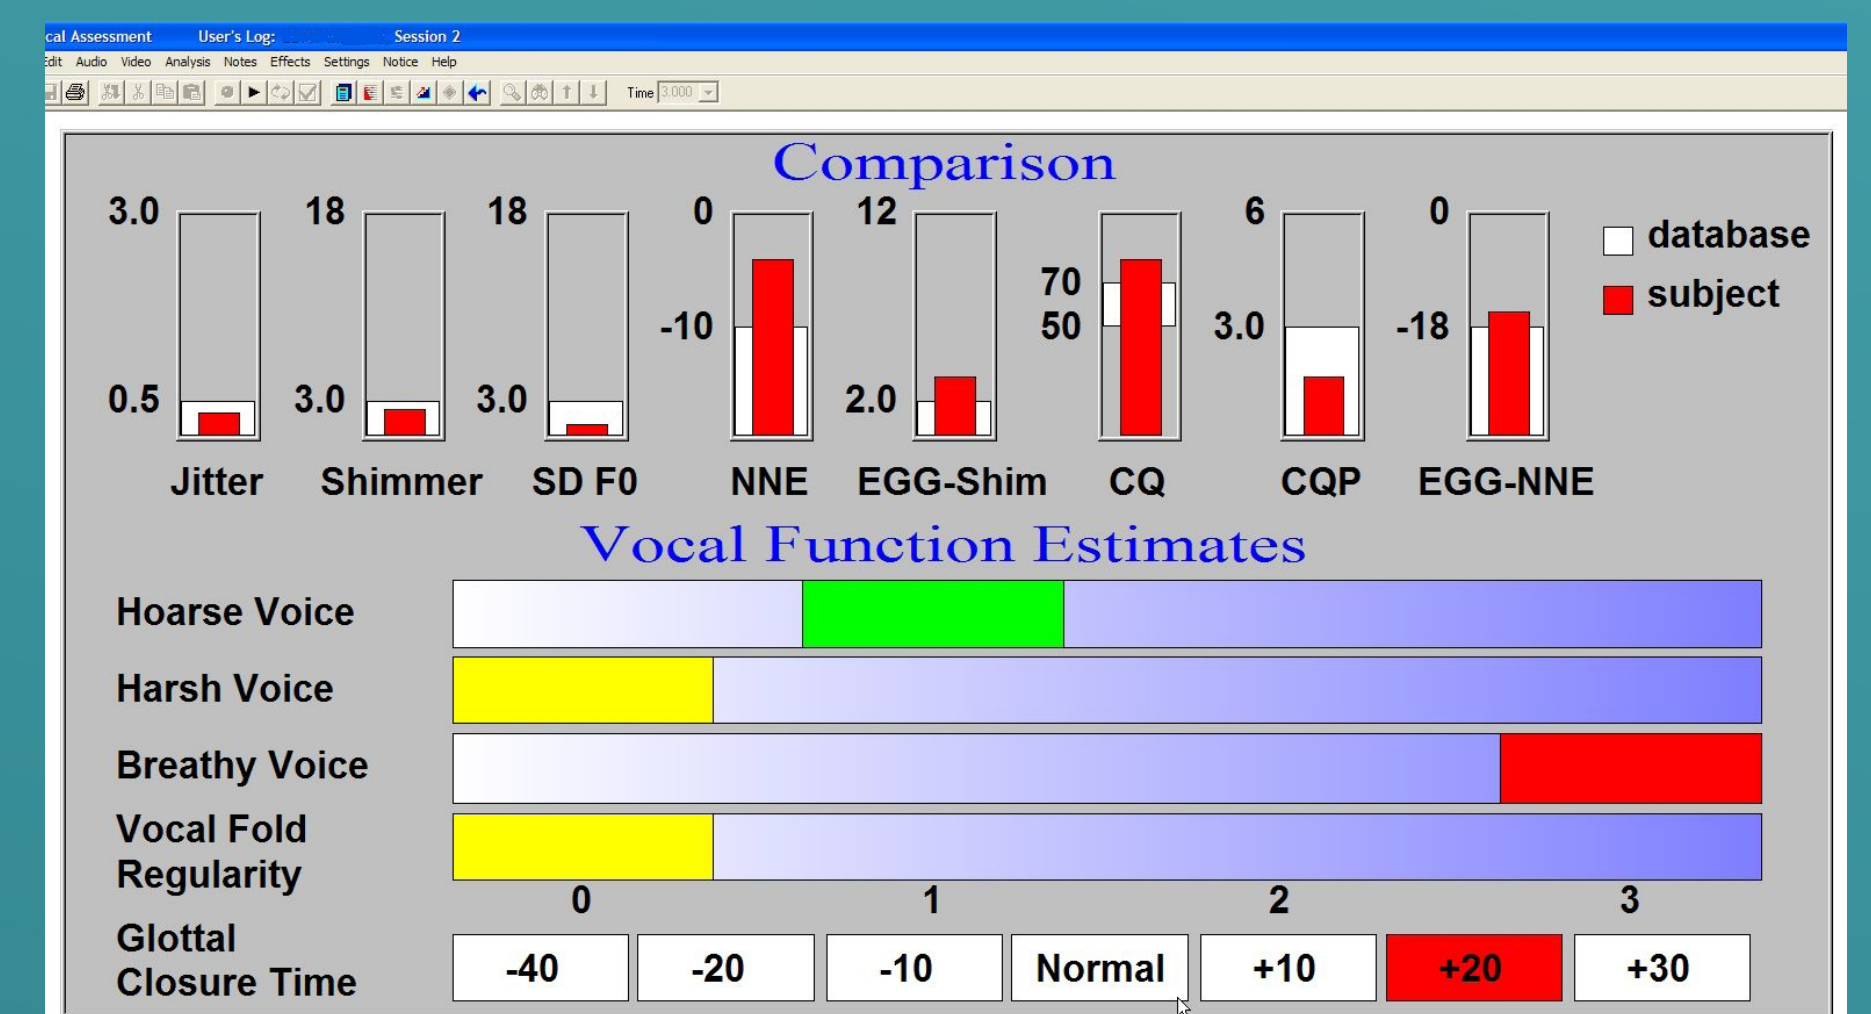 cal Assessment User's Log: Session 2
Edit Audio Video Analysis Notes Effects Settings Notice Help
Time 3.000
Comparison
3.0 18 18 0 12 6 0
database
70
subject
-10 50 3.0 -18
0.5 3.0 3.0 2.0
Jitter Shimmer SD F0 NNE EGG-Shim CQ CQP EGG-NNE
Vocal Function Estimates
Hoarse Voice
Harsh Voice
Breathy Voice
Vocal Fold
Regularity
0 1 2 3
Glottal
Closure Time
-40 -20 -10 Normal +10 +20 +30